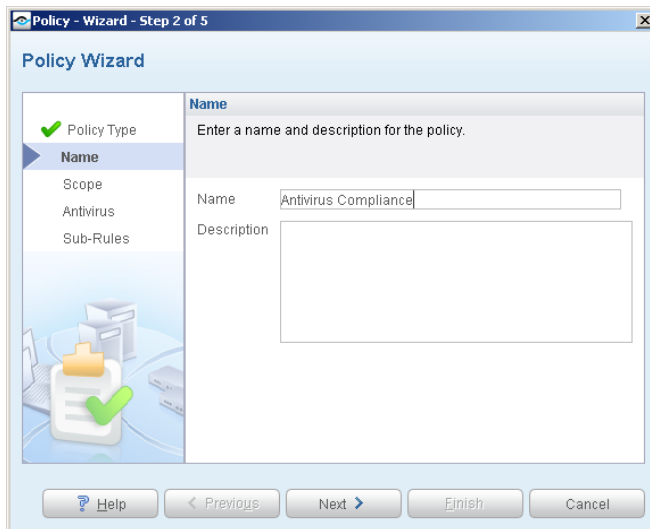 Policy - Wizard - Step 2 of 5
Policy Wizard
Policy Type
Name
Scope
Antivirus
Sub-Rules
Name
Enter a name and description for the policy.
Name
Antivirus Compliance
Description
Help
Previous
Next
Finish
Cancel